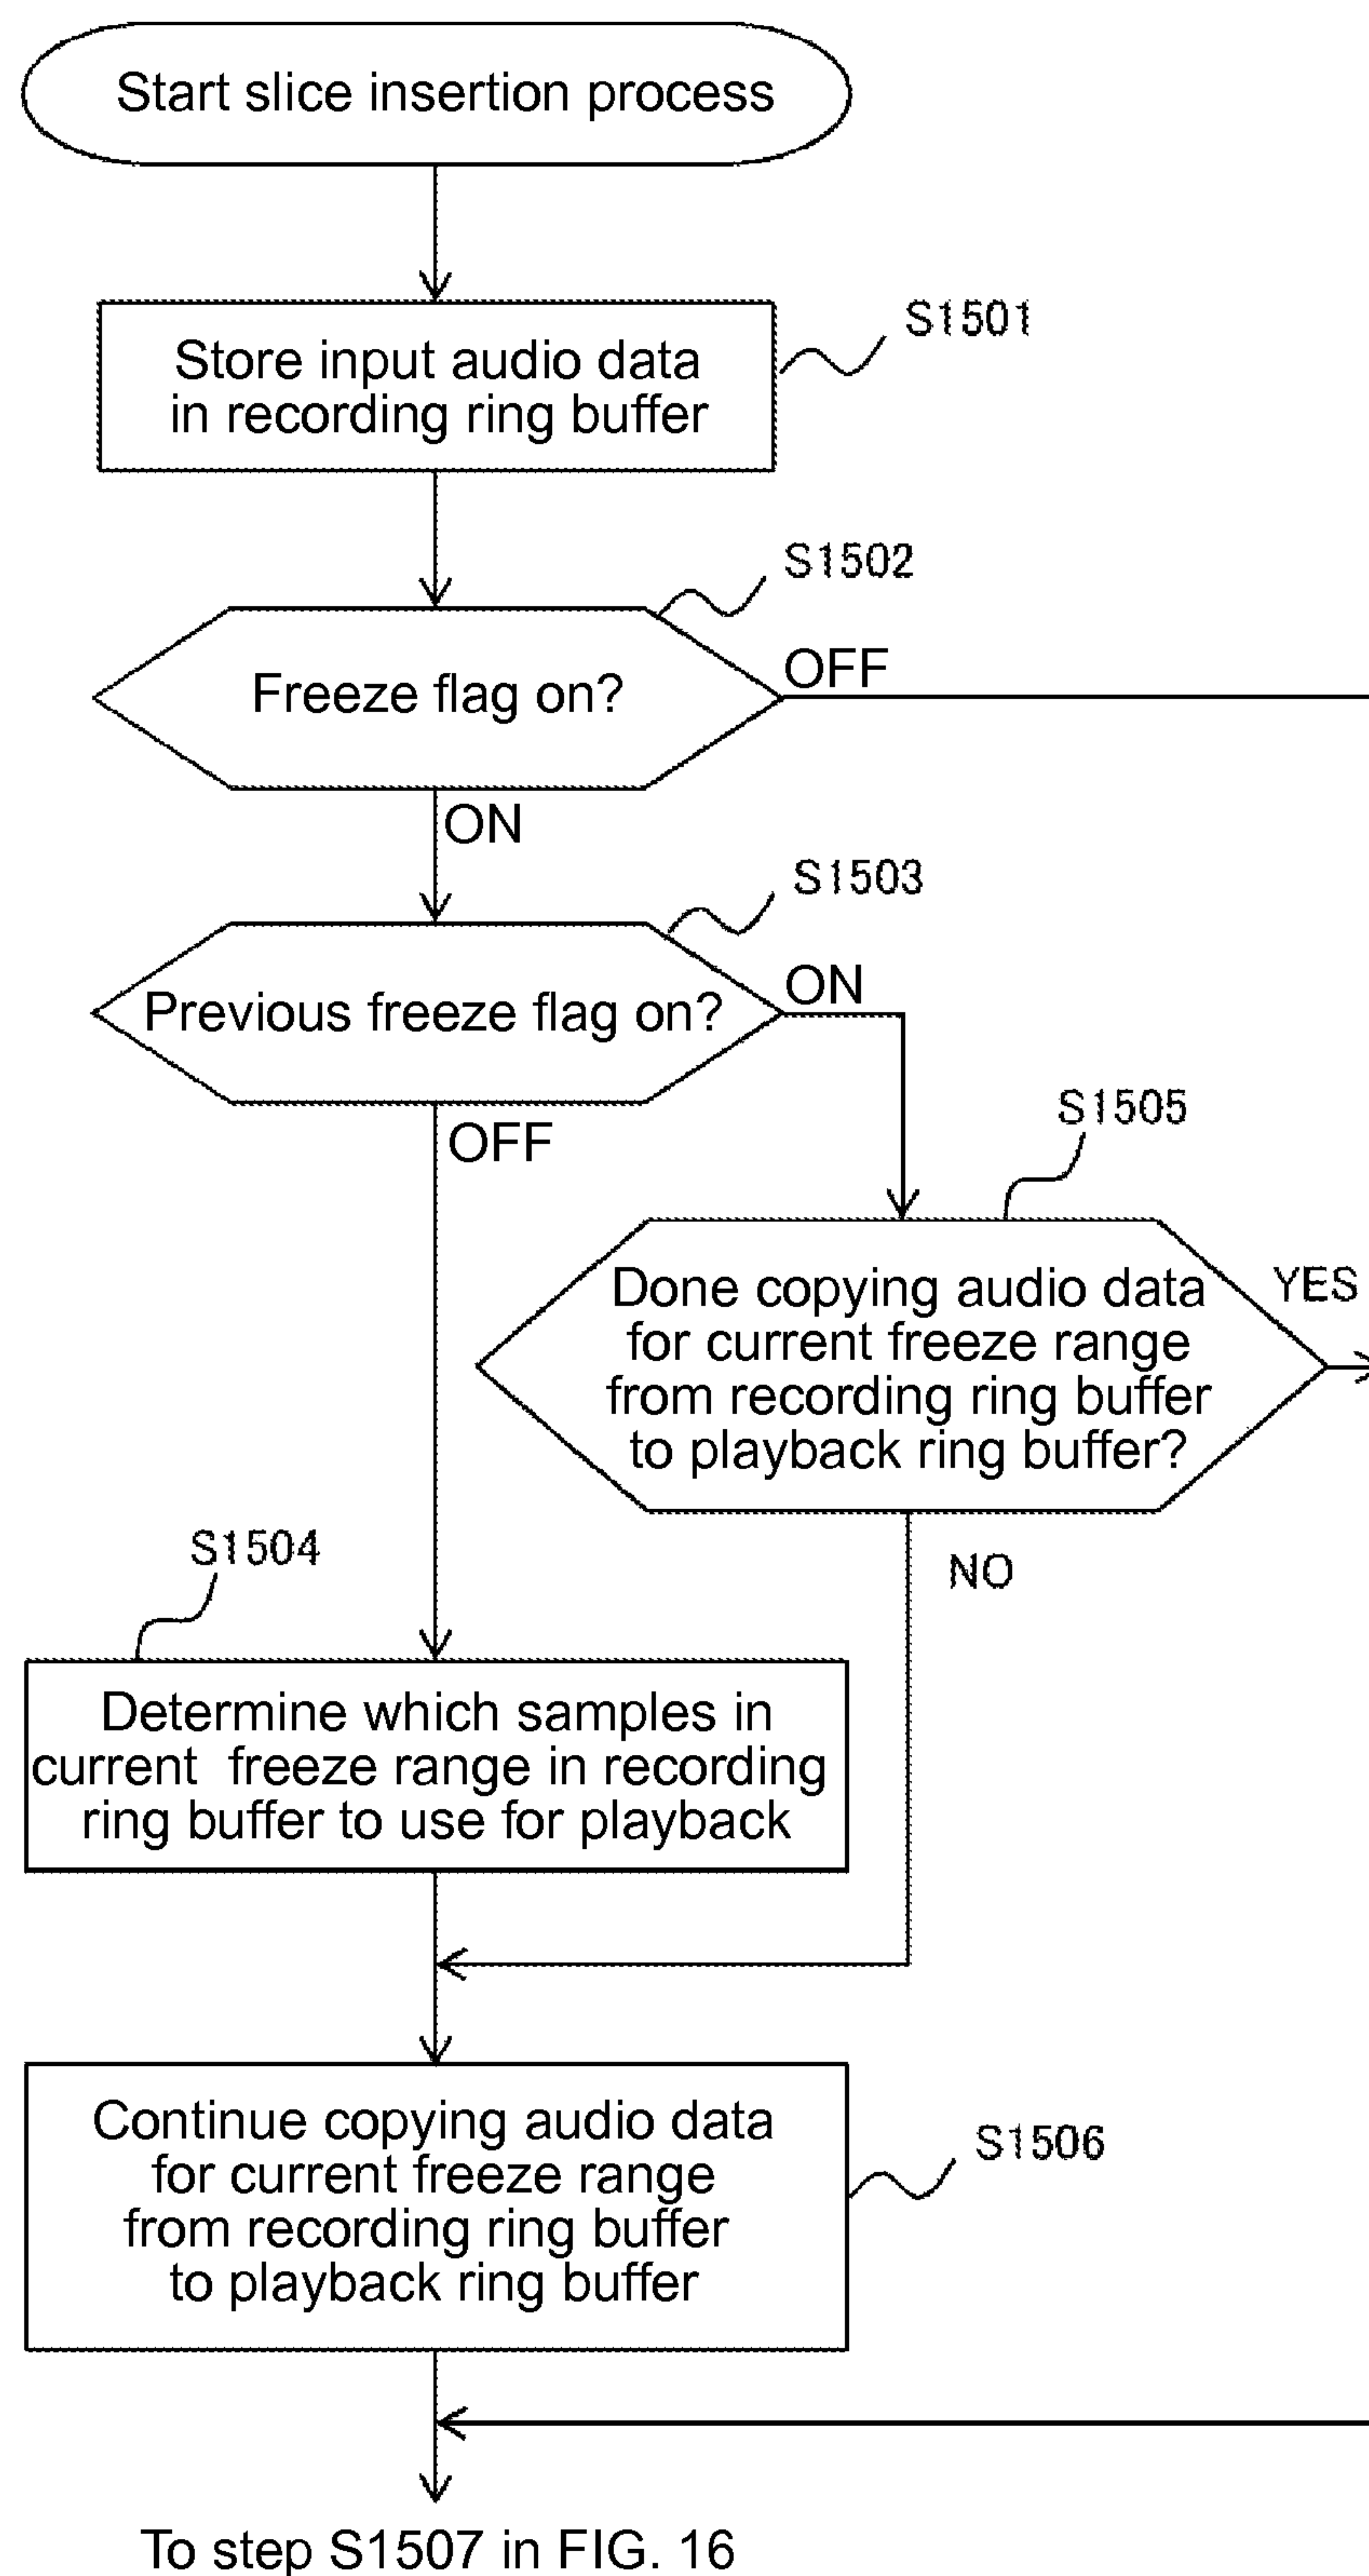 Start slice insertion process
S1501
Store input audio data
in recording ring buffer
S1502
Freeze flag on?
OFF
ON
S1503
Previous freeze flag on?
ON
OFF
S1505
Done copying audio data
for current freeze range
from recording ring buffer
to playback ring buffer?
YES
NO
S1504
Determine which samples in
current freeze range in recording
ring buffer to use for playback
Continue copying audio data
for current freeze range
from recording ring buffer
to playback ring buffer
S1506
To step S1507 in FIG. 16